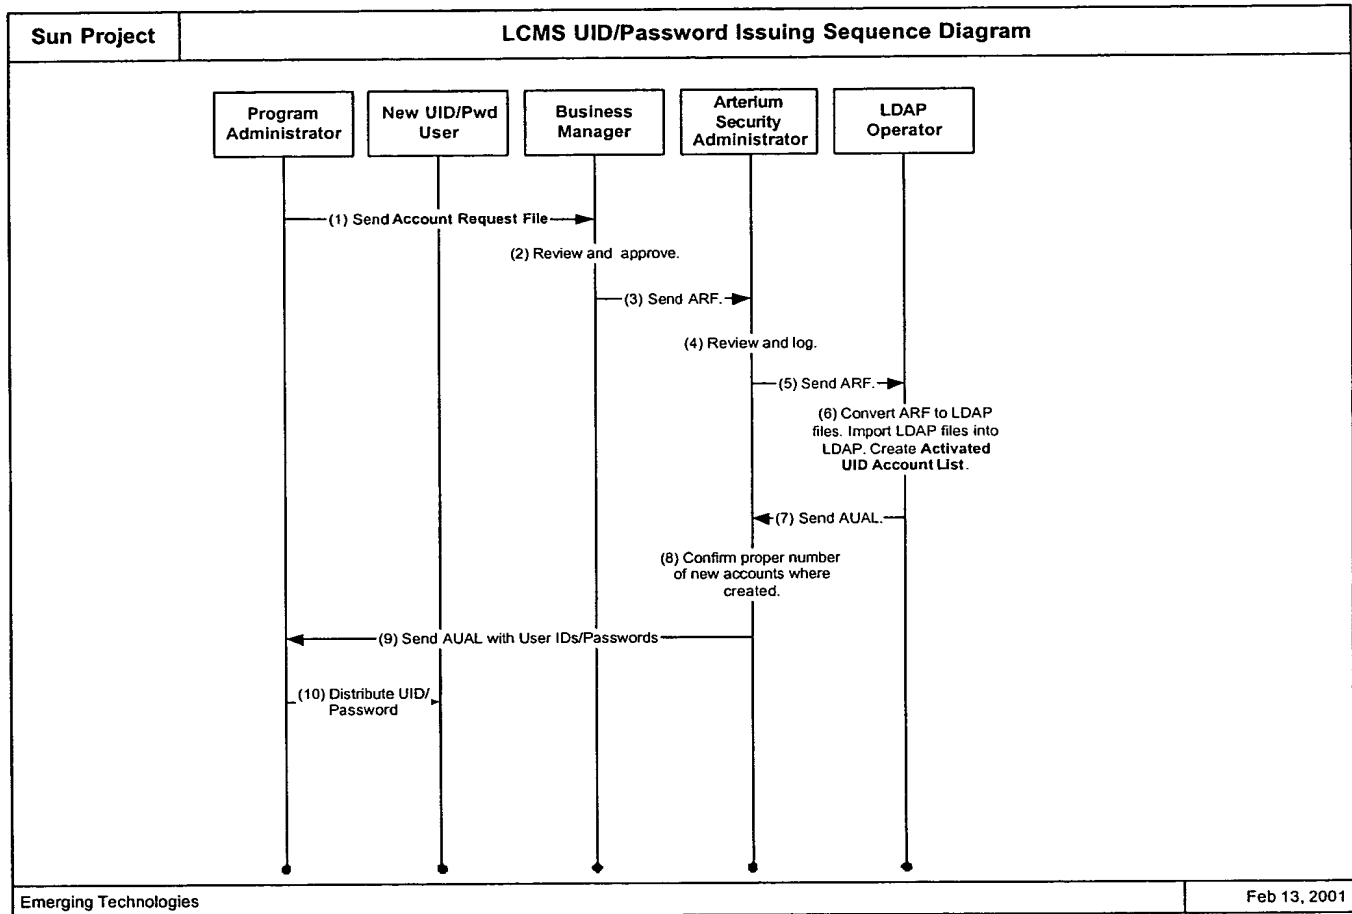 Sun Project
LCMS UID/Password Issuing Sequence Diagram
Program
Administrator
New UID/Pwd
User
Business
Manager
Arterium
Security
Administrator
LDAP
Operator
(1) Send Account Request File
(2) Review and approve.
(3) Send ARF.
(4) Review and log.
(5) Send ARF.
(6) Convert ARF to LDAP
files. Import LDAP files into
LDAP. Create Activated
UID Account List.
(7) Send AUAL.
(8) Confirm proper number
of new accounts where
created.
(9) Send AUAL with User IDs/Passwords
(10) Distribute UID/
Password
Emerging Technologies
Feb 13, 2001